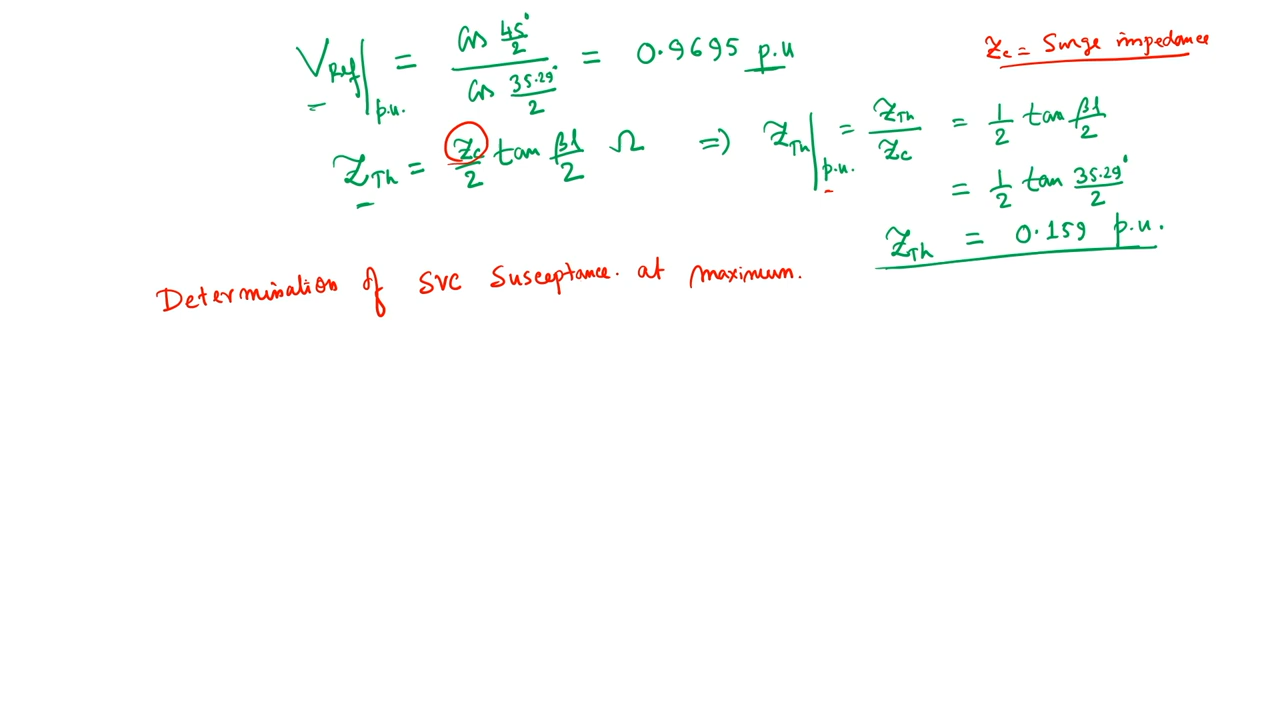 V_Ref|_p.u. = cos 45°/2 / cos 35.29°/2 = 0.9695 p.u
Z_c = Surge impedance
Z_Th = Z_c/2 tan βl/2 Ω ⇒ Z_Th|_p.u. = Z_Th/Z_c = 1/2 tan βl/2
= 1/2 tan 35.29°/2
Z_Th = 0.159 p.u.
Determination of SVC Susceptance. at maximum.